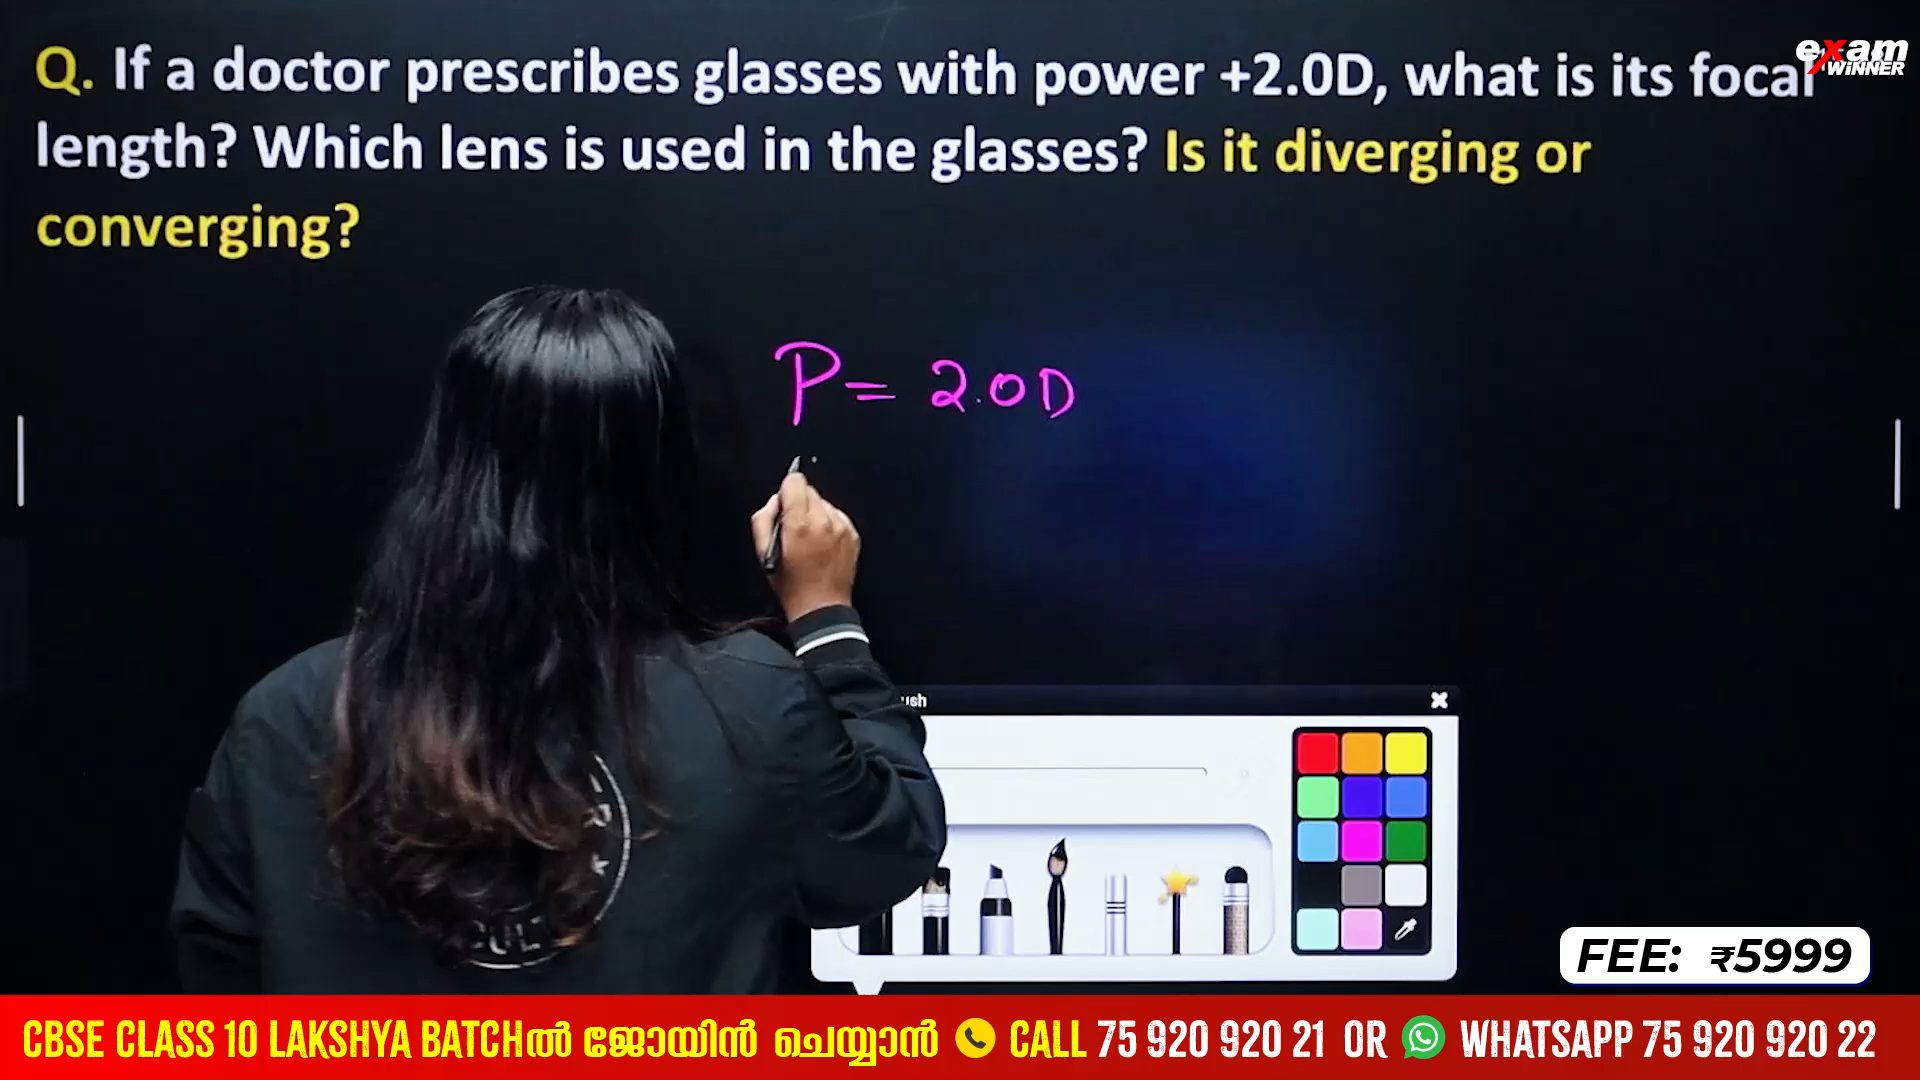 Q. If a doctor prescribes glasses with power +2.0D, what is its focal
length? Which lens is used in the glasses? Is it diverging or
converging?
exam
WINNER
P = 2.0D
ush
FEE: ₹5999
CBSE CLASS 10 LAKSHYA BATCHൽ ജോയിൻ ചെയ്യാൻ CALL 75 920 920 21 OR WHATSAPP 75 920 920 22